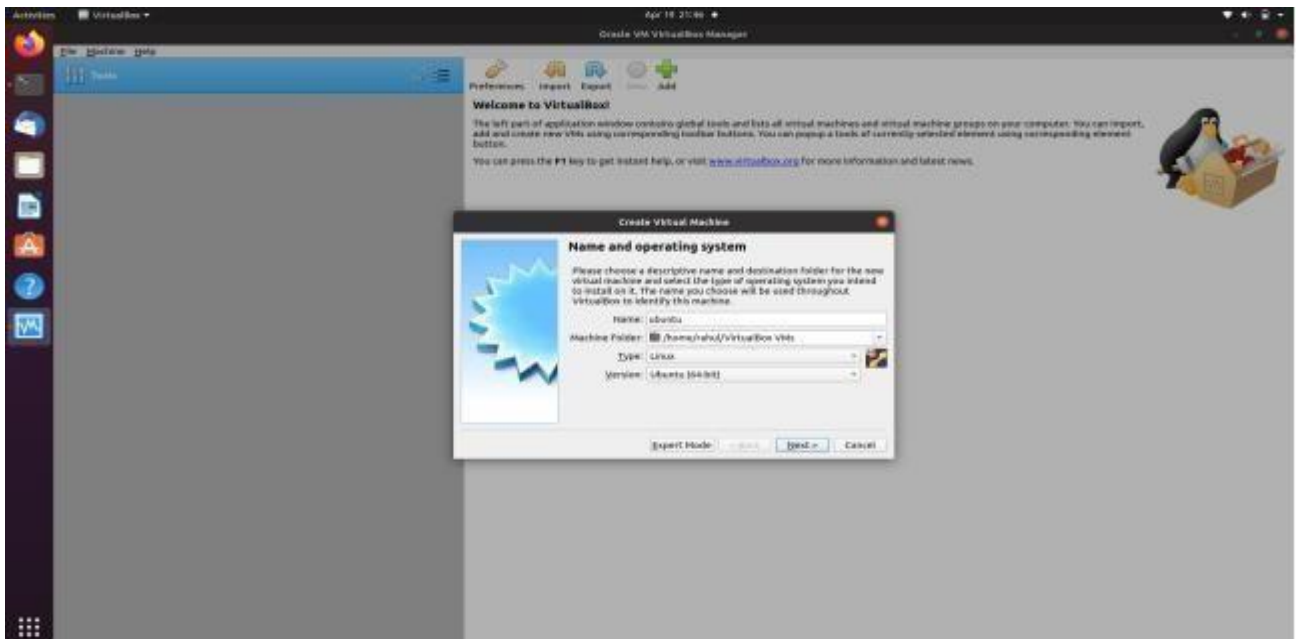 Activities
VirtualBox
Apr 19 21:46
Oracle VM VirtualBox Manager
File Machine Help
Tools
Preferences Import Export New Add
Welcome to VirtualBox!
The left part of application window contains global tools and lists all virtual machines and virtual machine groups on your computer. You can import,
add and create new VMs using corresponding toolbar buttons. You can popup a tools of currently selected element using corresponding element
button.
You can press the F1 key to get instant help, or visit www.virtualbox.org for more information and latest news.
Create Virtual Machine
Name and operating system
Please choose a descriptive name and destination folder for the new
virtual machine and select the type of operating system you intend
to install on it. The name you choose will be used throughout
VirtualBox to identify this machine.
Name: ubuntu
Machine Folder: /home/rahul/VirtualBox VMs
Type: Linux
Version: Ubuntu (64-bit)
Expert Mode < Back Next > Cancel